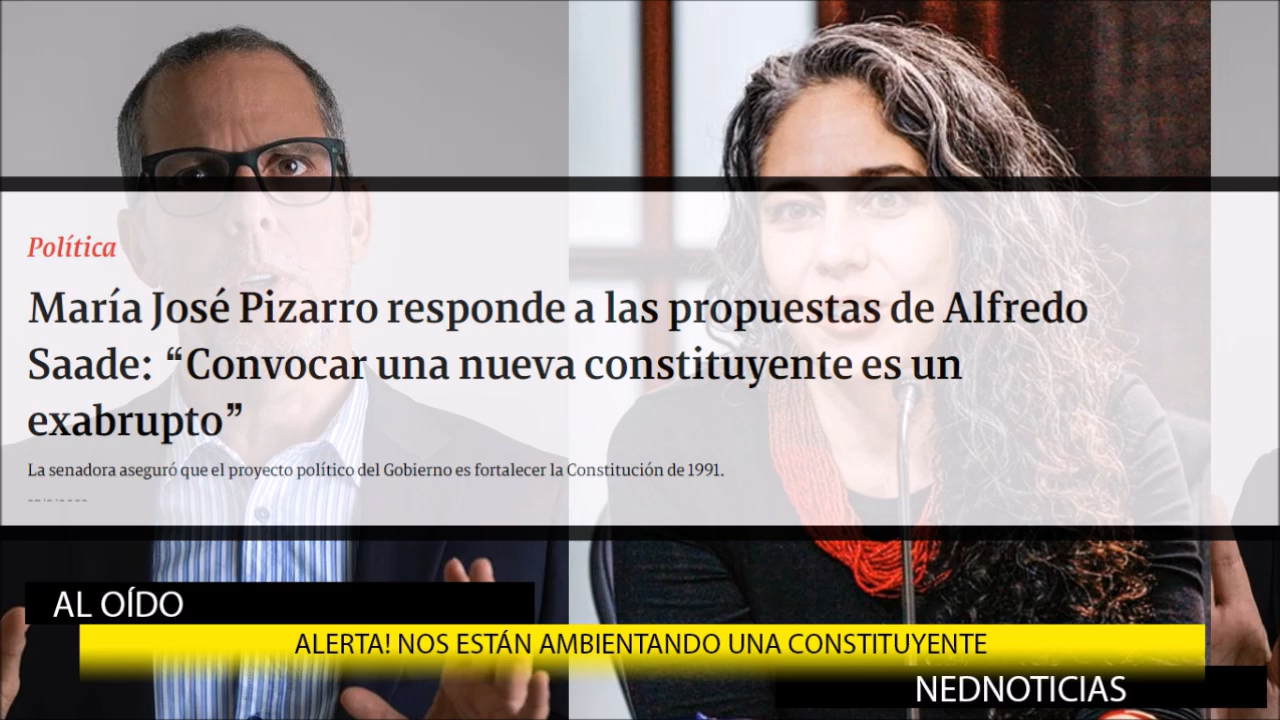 Política
María José Pizarro responde a las propuestas de Alfredo
Saade: “Convocar una nueva constituyente es un
exabrupto”
La senadora aseguró que el proyecto político del Gobierno es fortalecer la Constitución de 1991.
AL OÍDO
ALERTA! NOS ESTÁN AMBIENTANDO UNA CONSTITUYENTE
NEDNOTICIAS